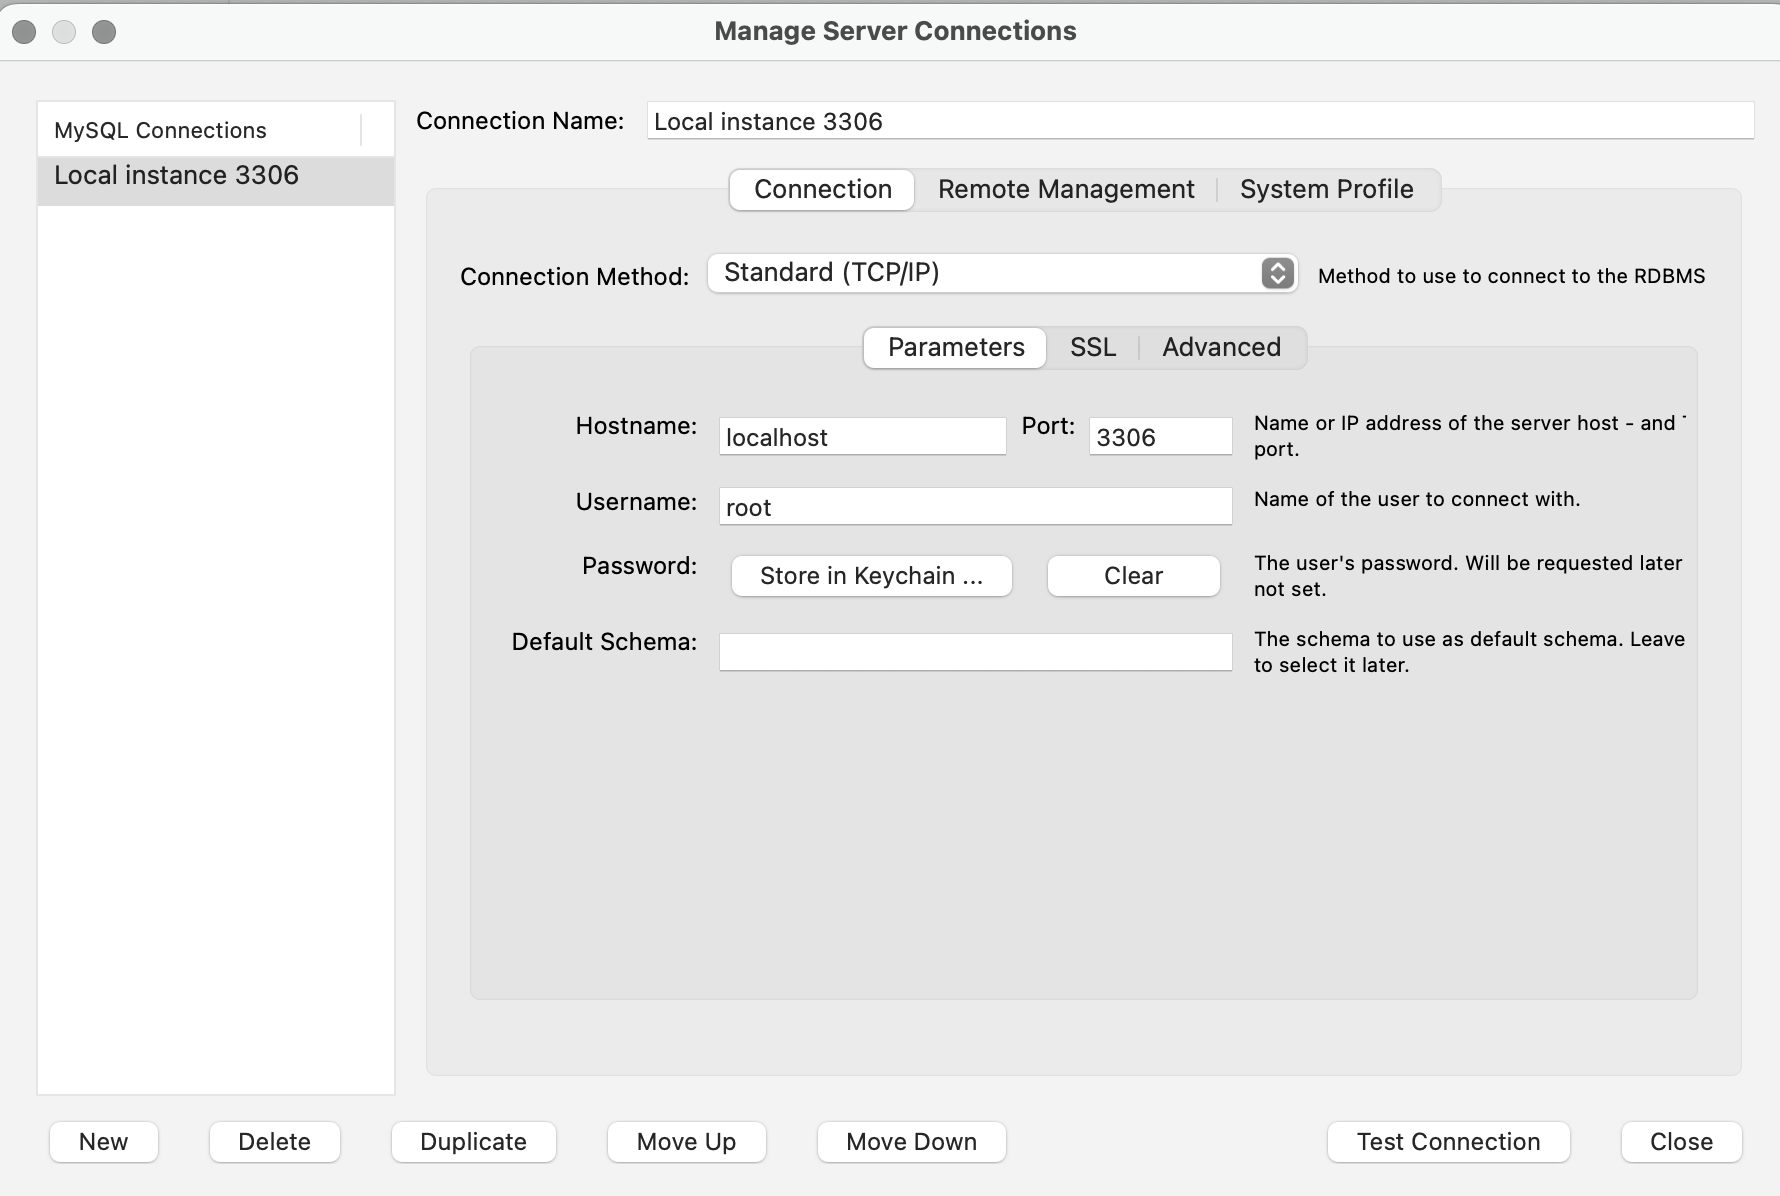 Manage Server Connections
MySQL Connections
Local instance 3306
Connection Name:
Local instance 3306
Connection
Remote Management
System Profile
Connection Method:
Standard (TCP/IP)
Method to use to connect to the RDBMS
Parameters
SSL
Advanced
Hostname:
localhost
Port:
3306
Name or IP address of the server host - and
port.
Username:
root
Name of the user to connect with.
Password:
Store in Keychain ...
Clear
The user's password. Will be requested later
not set.
Default Schema:
The schema to use as default schema. Leave
to select it later.
New
Delete
Duplicate
Move Up
Move Down
Test Connection
Close